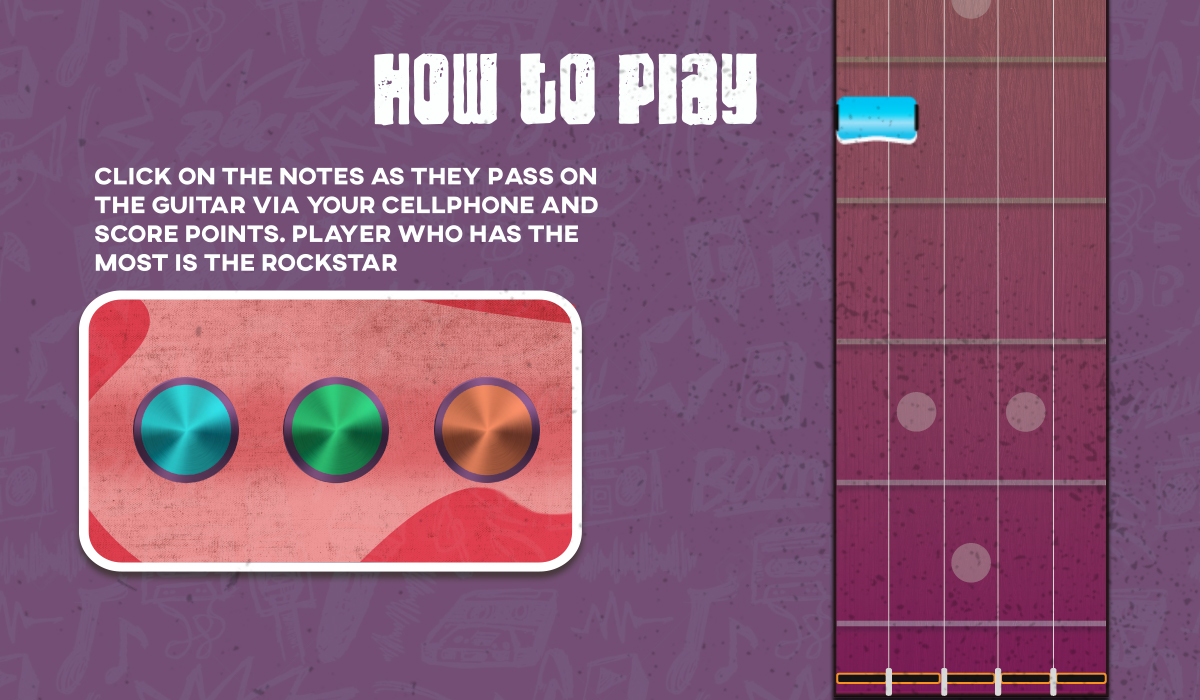 How to Play
CLICK ON THE NOTES AS THEY PASS ON
THE GUITAR VIA YOUR CELLPHONE AND
SCORE POINTS. PLAYER WHO HAS THE
MOST IS THE ROCKSTAR